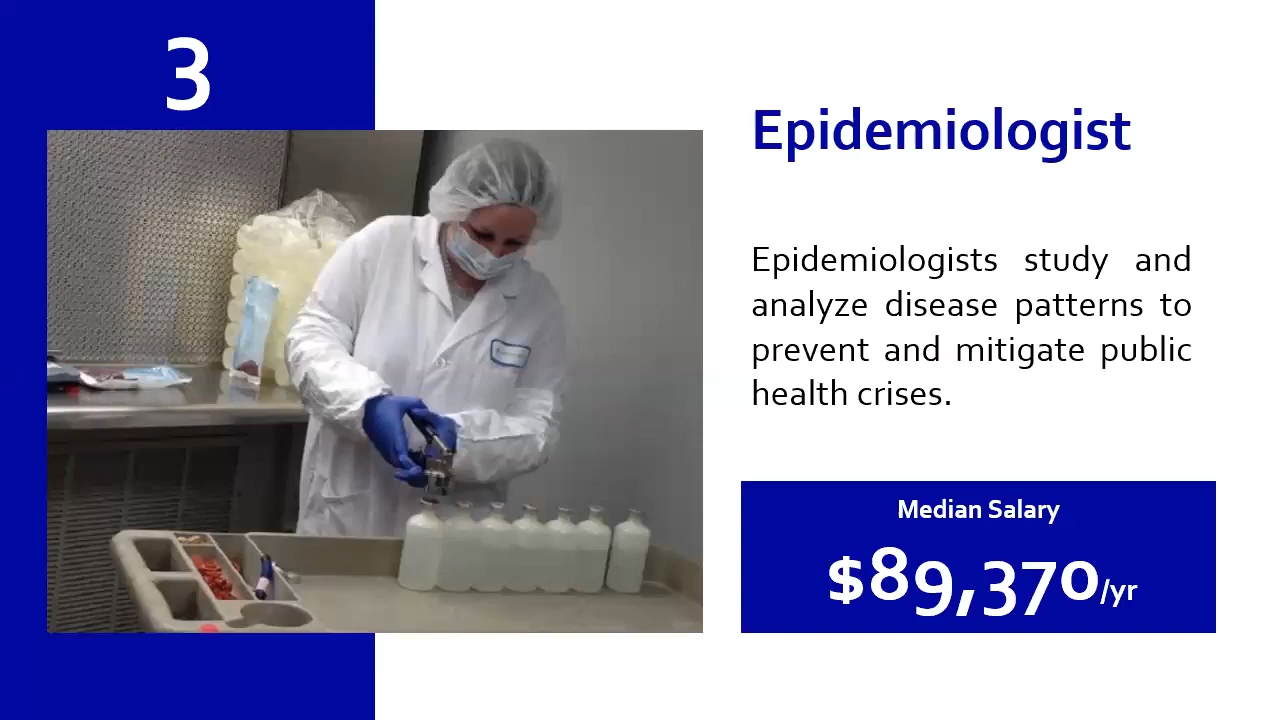 3
Epidemiologist
Epidemiologists study and
analyze disease patterns to
prevent and mitigate public
health crises.
Median Salary
$89,370/yr